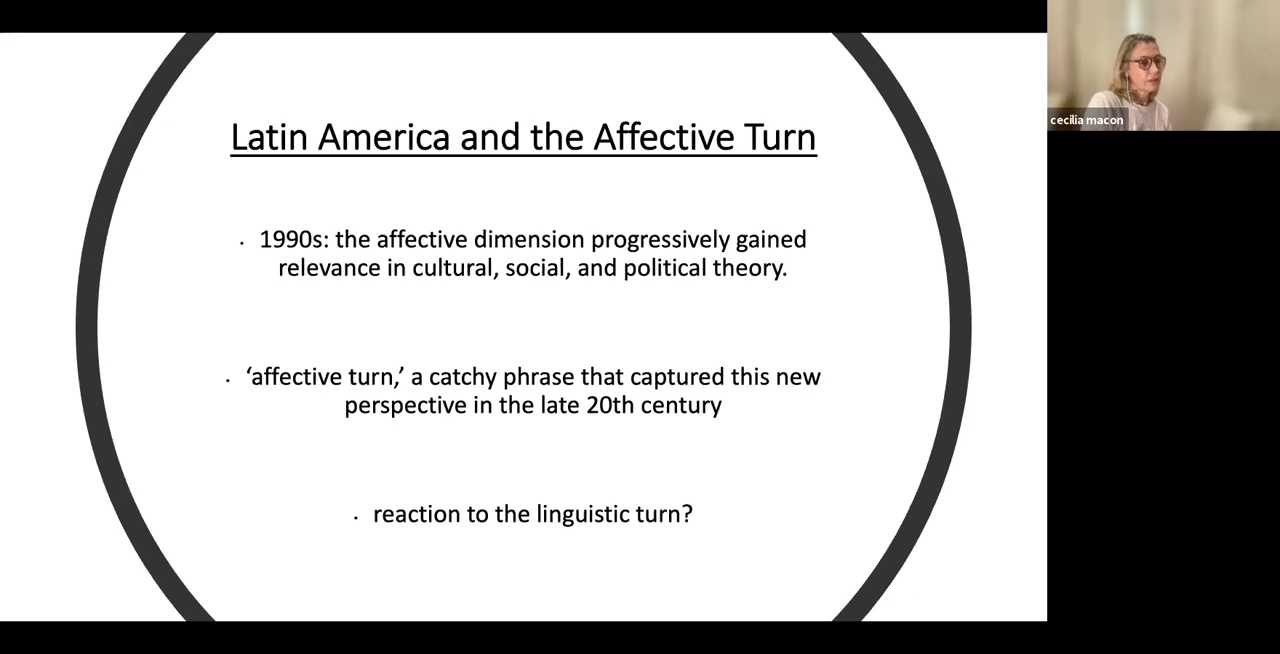 Latin America and the Affective Turn
· 1990s: the affective dimension progressively gained
relevance in cultural, social, and political theory.
· ‘affective turn,’ a catchy phrase that captured this new
perspective in the late 20th century
· reaction to the linguistic turn?
cecilia macon